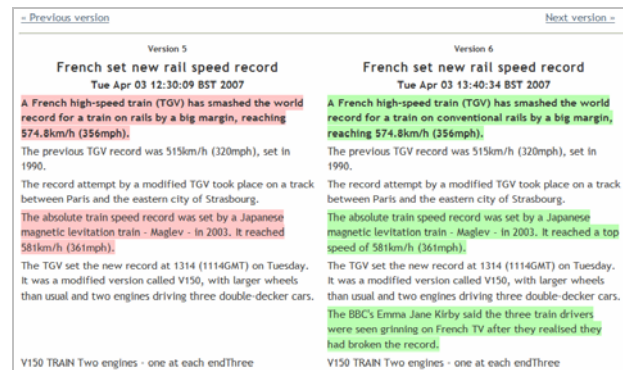 « Previous version
Next version »
Version 5
French set new rail speed record
Tue Apr 03 12:30:09 BST 2007
A French high-speed train (TGV) has smashed the world
record for a train on rails by a big margin, reaching
574.8km/h (356mph).
The previous TGV record was 515km/h (320mph), set in
1990.
The record attempt by a modified TGV took place on a track
between Paris and the eastern city of Strasbourg.
The absolute train speed record was set by a Japanese
magnetic levitation train - Maglev - in 2003. It reached
581km/h (361mph).
The TGV set the new record at 1314 (1114GMT) on Tuesday.
It was a modified version called V150, with larger wheels
than usual and two engines driving three double-decker cars.
V150 TRAIN Two engines - one at each endThree
Version 6
French set new rail speed record
Tue Apr 03 13:40:34 BST 2007
A French high-speed train (TGV) has smashed the world
record for a train on conventional rails by a big margin,
reaching 574.8km/h (356mph).
The previous TGV record was 515km/h (320mph), set in
1990.
The record attempt by a modified TGV took place on a track
between Paris and the eastern city of Strasbourg.
The absolute train speed record was set by a Japanese
magnetic levitation train - Maglev - in 2003. It reached a top
speed of 581km/h (361mph).
The TGV set the new record at 1314 (1114GMT) on Tuesday.
It was a modified version called V150, with larger wheels
than usual and two engines driving three double-decker cars.
The BBC's Emma Jane Kirby said the three train drivers
were seen grinning on French TV after they realised they
had broken the record.
V150 TRAIN Two engines - one at each endThree